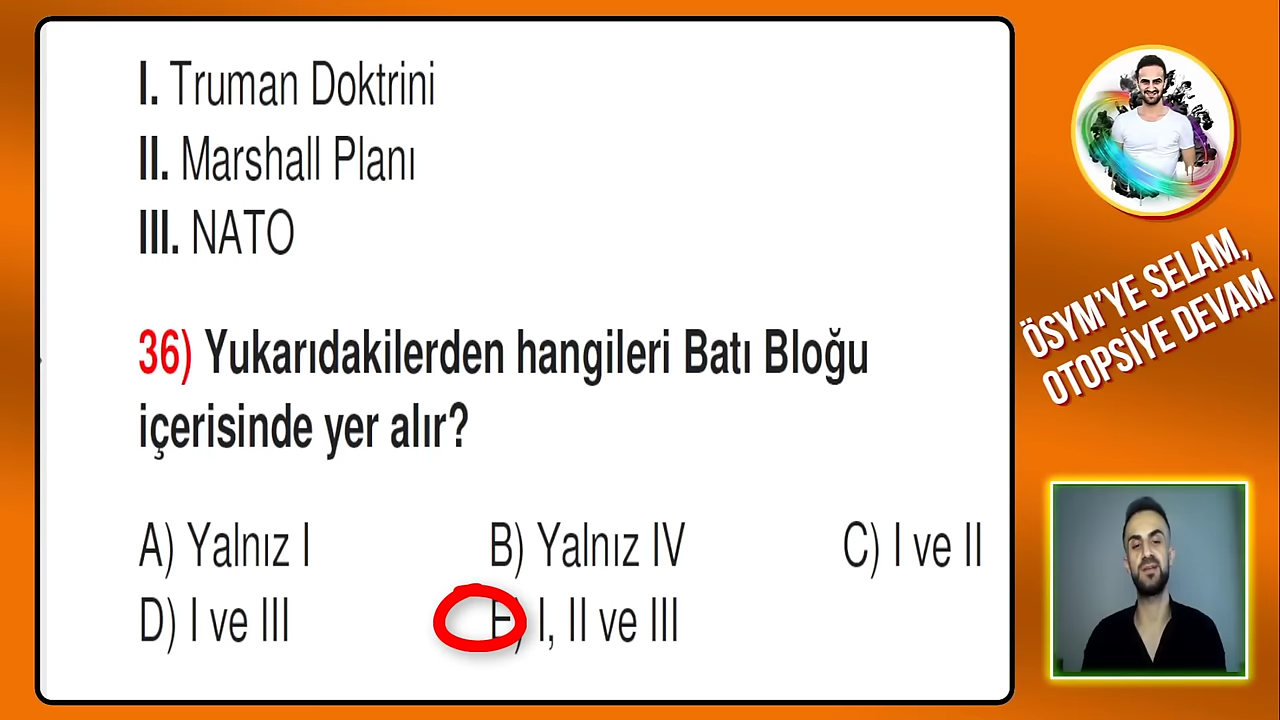 I. Truman Doktrini
II. Marshall Planı
III. NATO
36) Yukarıdakilerden hangileri Batı Bloğu
içerisinde yer alır?
A) Yalnız I B) Yalnız IV C) I ve II
D) I ve III E) I, II ve III
ÖSYM'YE SELAM,
OTOPSİYE DEVAM